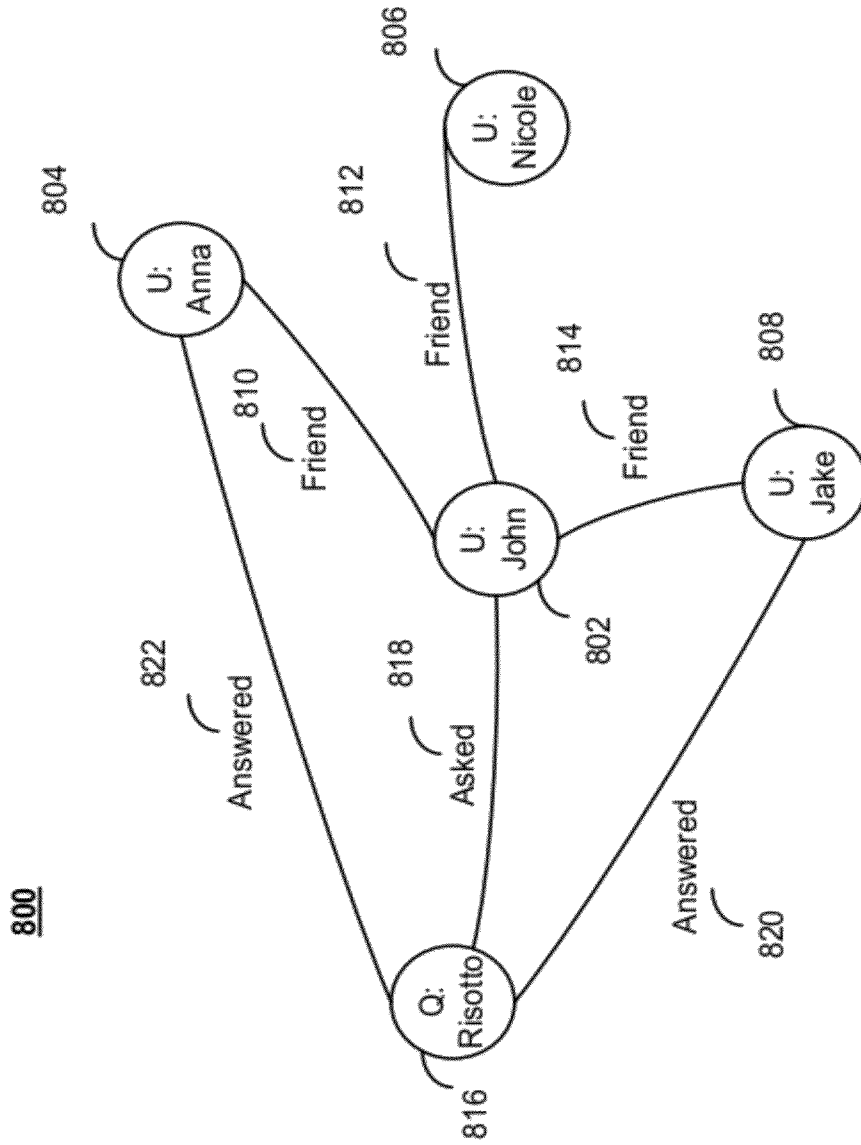 800
804
U:
Anna
806
U:
Nicole
812
Friend
810
Friend
814
Friend
808
U:
Jake
U:
John
802
822
Answered
818
Asked
Answered
820
Q:
Risotto
816